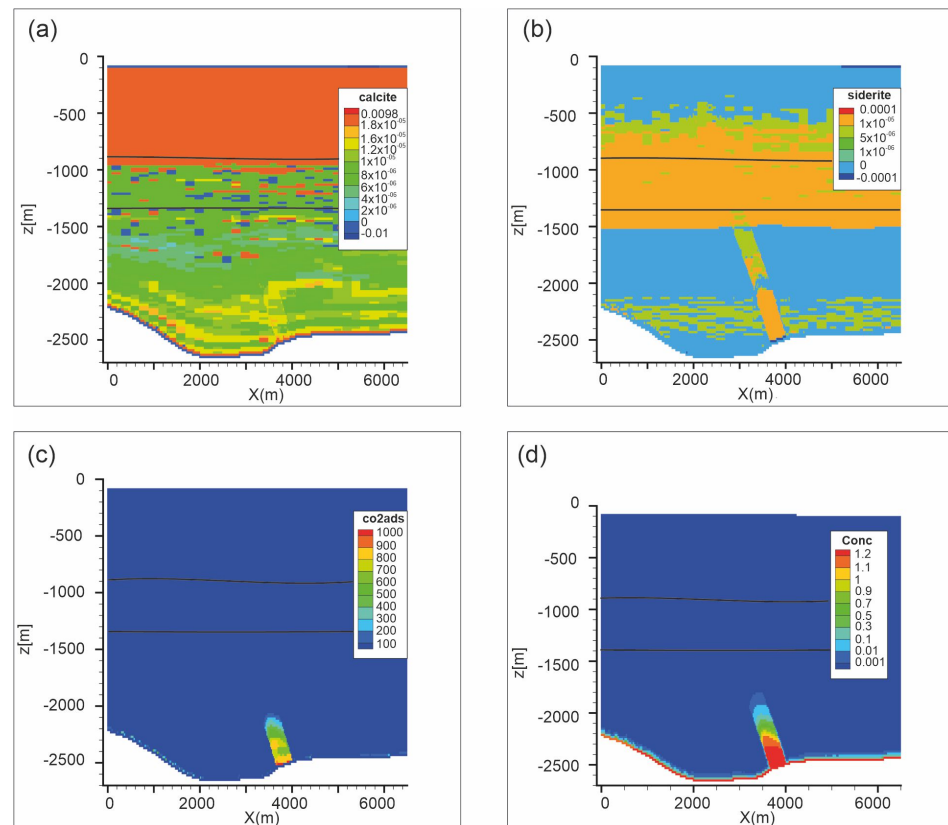 (a)
0
-500
-1000
-1500
-2000
-2500
z[m]
0 2000 4000 6000
X(m)
calcite
0.0098
1.8x10⁻⁰⁵
1.6x10⁻⁰⁵
1.2x10⁻⁰⁵
1x10⁻⁰⁵
8x10⁻⁰⁶
6x10⁻⁰⁶
4x10⁻⁰⁶
2x10⁻⁰⁶
0
-0.01
(b)
0
-500
-1000
-1500
-2000
-2500
z[m]
0 2000 4000 6000
X(m)
siderite
0.0001
1x10⁻⁰⁵
5x10⁻⁰⁶
1x10⁻⁰⁶
0
-0.0001
(c)
0
-500
-1000
-1500
-2000
-2500
z[m]
0 2000 4000 6000
X(m)
co2ads
1000
900
800
700
600
500
400
300
200
100
(d)
0
-500
-1000
-1500
-2000
-2500
z[m]
0 2000 4000 6000
X(m)
Conc
1.2
1.1
1
0.9
0.7
0.5
0.3
0.1
0.01
0.001